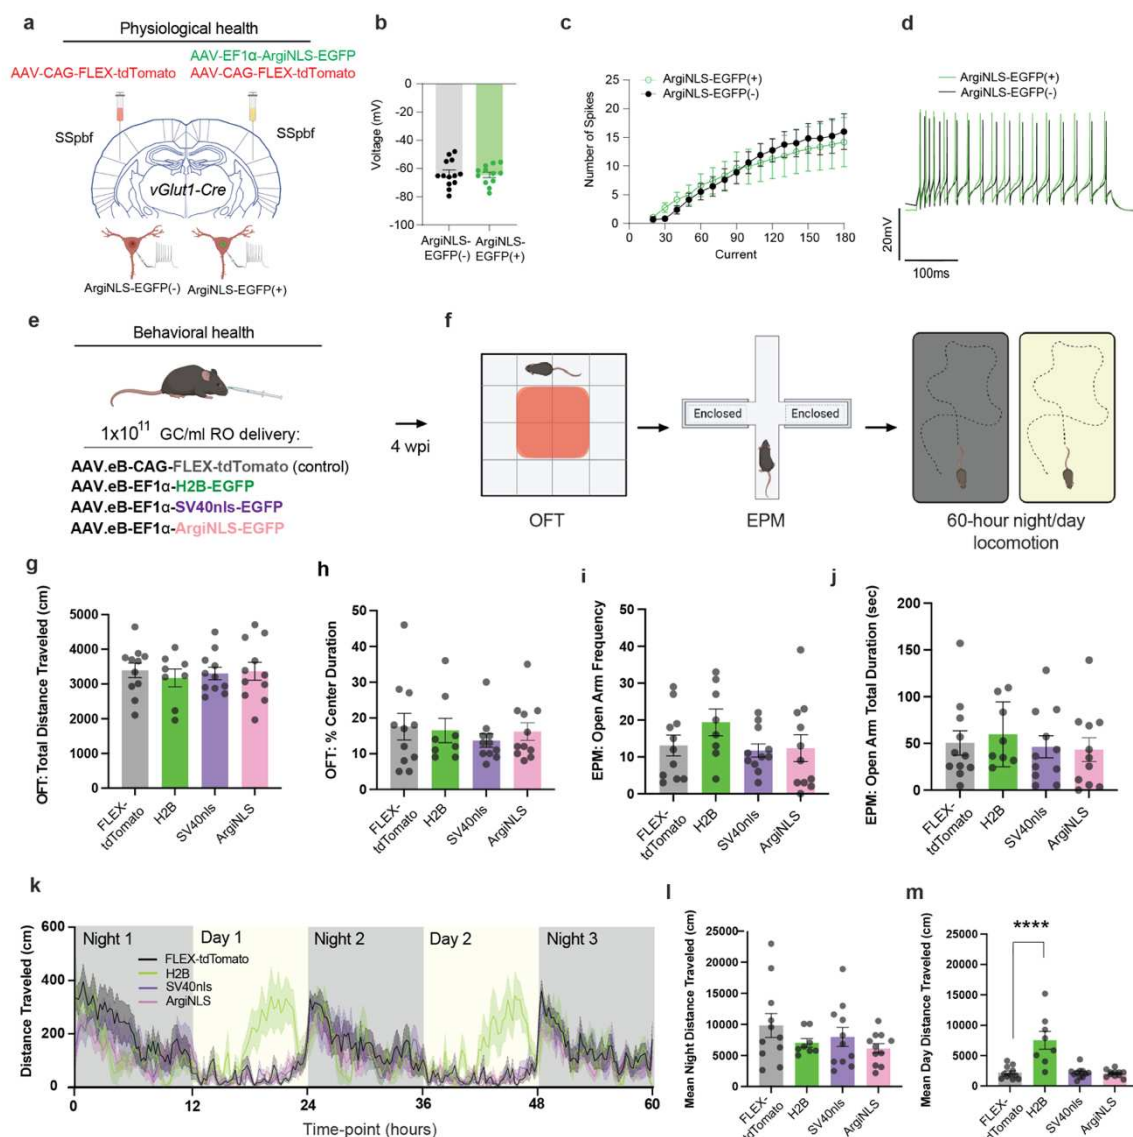 a
Physiological health
AAV-EF1α-ArgiNLS-EGFP
AAV-CAG-FLEX-tdTomato
AAV-CAG-FLEX-tdTomato
SSpbf
SSpbf
vGlut1-Cre
ArgiNLS-EGFP(-)
ArgiNLS-EGFP(+)
b
Voltage (mV)
0
-20
-40
-60
-80
-100
ArgiNLS-
EGFP(-)
ArgiNLS-
EGFP(+)
c
ArgiNLS-EGFP(+)
ArgiNLS-EGFP(-)
Number of Spikes
25
20
15
10
5
0
0
30
60
90
120
150
180
Current
d
ArgiNLS-EGFP(+)
ArgiNLS-EGFP(-)
20mV
100ms
e
Behavioral health
1x10¹¹ GC/ml RO delivery:
AAV.eB-CAG-FLEX-tdTomato (control)
AAV.eB-EF1α-H2B-EGFP
AAV.eB-EF1α-SV40nls-EGFP
AAV.eB-EF1α-ArgiNLS-EGFP
4 wpi
f
OFT
Enclosed
Enclosed
EPM
60-hour night/day
locomotion
g
OFT: Total Distance Traveled (cm)
5000
4000
3000
2000
1000
0
FLEX-
tdTomato
H2B
SV40nls
ArgiNLS
h
OFT: % Center Duration
50
40
30
20
10
0
FLEX-
tdTomato
H2B
SV40nls
ArgiNLS
i
EPM: Open Arm Frequency
50
40
30
20
10
0
FLEX-
tdTomato
H2B
SV40nls
ArgiNLS
j
EPM: Open Arm Total Duration (sec)
200
150
100
50
0
FLEX-
tdTomato
H2B
SV40nls
ArgiNLS
k
Distance Traveled (cm)
600
400
200
0
Night 1
Day 1
Night 2
Day 2
Night 3
FLEX-tdTomato
H2B
SV40nls
ArgiNLS
0
12
24
36
48
60
Time-point (hours)
l
Mean Night Distance Traveled (cm)
25000
20000
15000
10000
5000
0
FLEX-
tdTomato
H2B
SV40nls
ArgiNLS
m
Mean Day Distance Traveled (cm)
25000
20000
15000
10000
5000
0
****
FLEX-
tdTomato
H2B
SV40nls
ArgiNLS